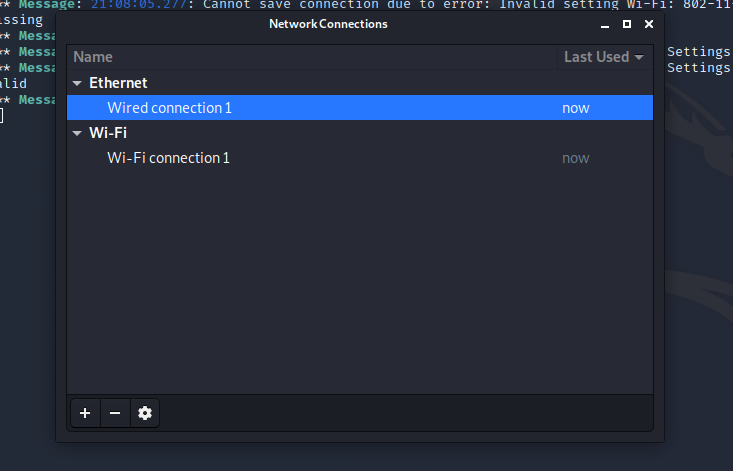 ** Message: 21:08:05.277: Cannot save connection due to error: Invalid setting Wi-Fi: 802-11-
issing
Network Connections
** Messa
** Messa Settings
** Messa Settings
alid
** Messa
Name Last Used
Ethernet
Wired connection 1 now
Wi-Fi
Wi-Fi connection 1 now